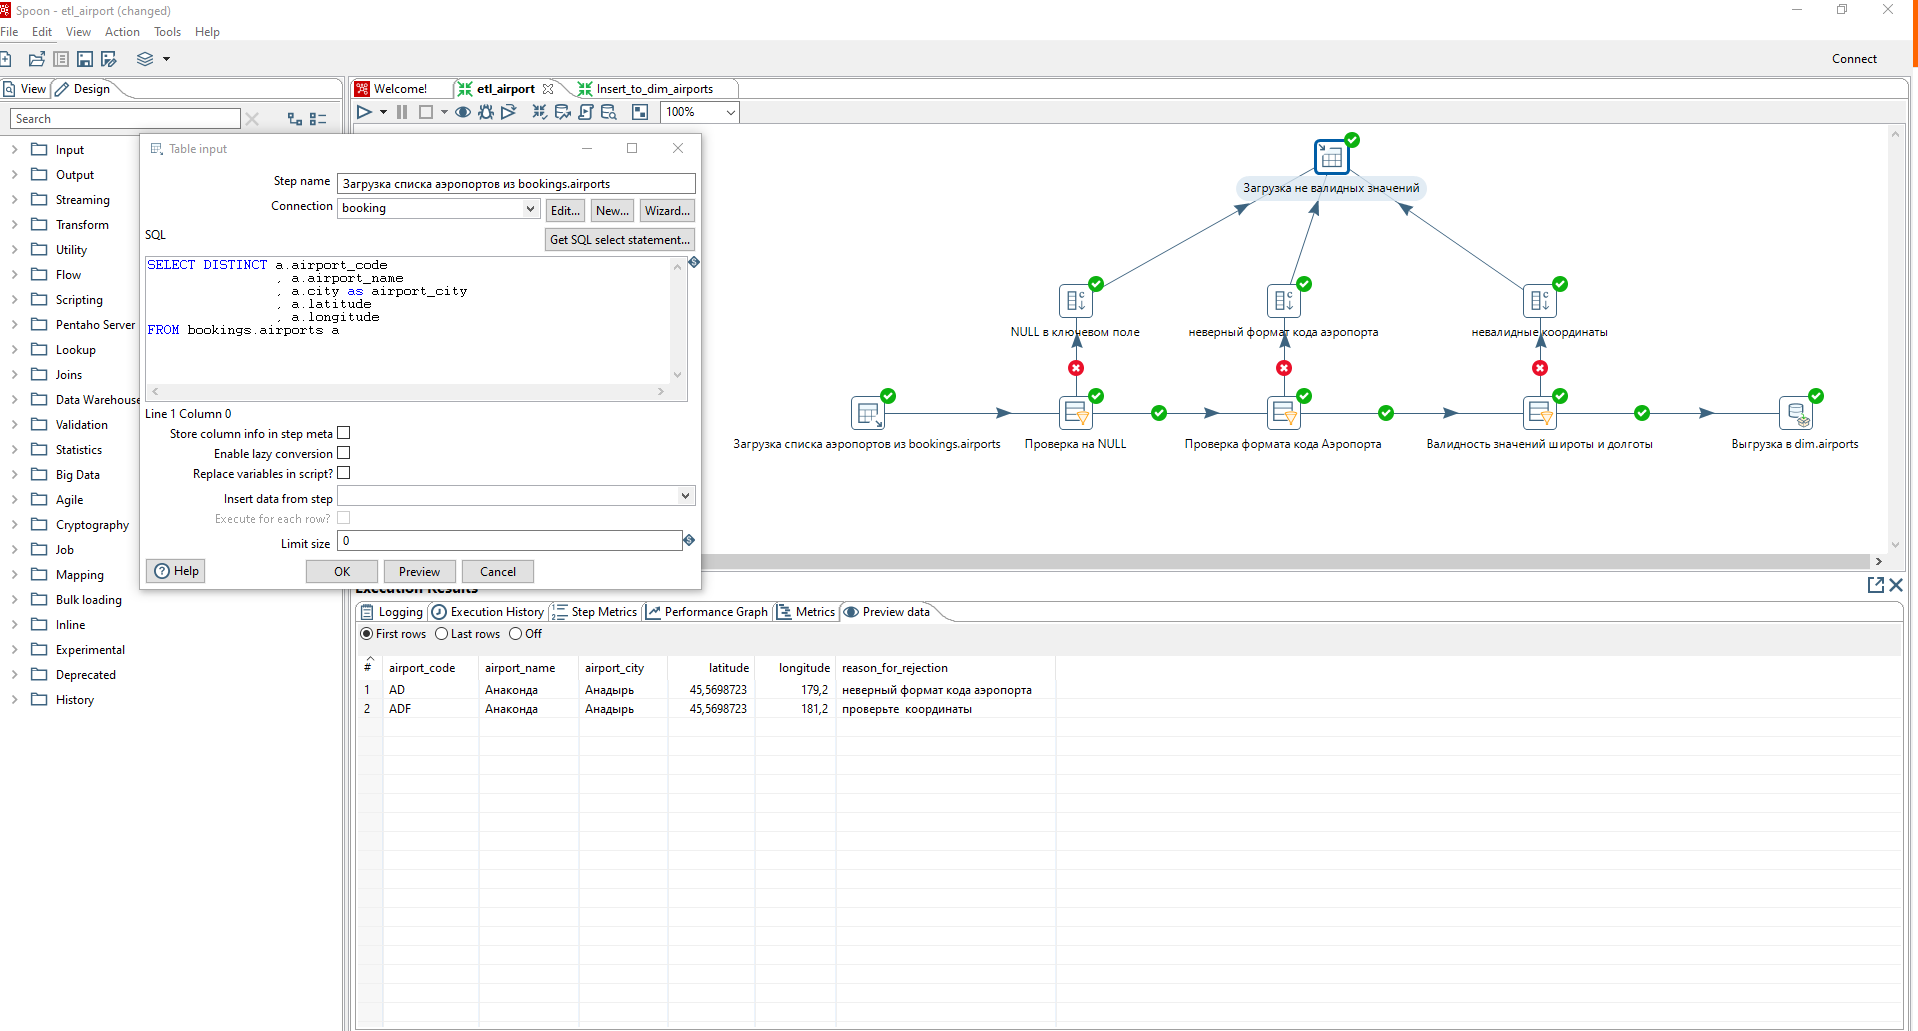 Spoon - etl_airport (changed)
File Edit View Action Tools Help
Connect
View Design
Welcome! etl_airport Insert_to_dim_airports
Search
100%
Input
Output
Streaming
Transform
Utility
Flow
Scripting
Pentaho Server
Lookup
Joins
Data Warehouse
Validation
Statistics
Big Data
Agile
Cryptography
Job
Mapping
Bulk loading
Inline
Experimental
Deprecated
History
Table input
Step name Загрузка списка аэропортов из bookings.airports
Connection booking Edit... New... Wizard...
SQL
Get SQL select statement...
SELECT DISTINCT a.airport_code
, a.airport_name
, a.city as airport_city
, a.latitude
, a.longitude
FROM bookings.airports a
Line 1 Column 0
Store column info in step meta
Enable lazy conversion
Replace variables in script?
Insert data from step
Execute for each row?
Limit size 0
Help OK Preview Cancel
Загрузка не валидных значений
NULL в ключевом поле
неверный формат кода аэропорта
невалидные координаты
Загрузка списка аэропортов из bookings.airports
Проверка на NULL
Проверка формата кода Аэропорта
Валидность значений широты и долготы
Выгрузка в dim.airports
Execution Results
Logging Execution History Step Metrics Performance Graph Metrics Preview data
First rows Last rows Off
# airport_code airport_name airport_city latitude longitude reason_for_rejection
1 AD Анаконда Анадырь 45,5698723 179,2 неверный формат кода аэропорта
2 ADF Анаконда Анадырь 45,5698723 181,2 проверьте координаты